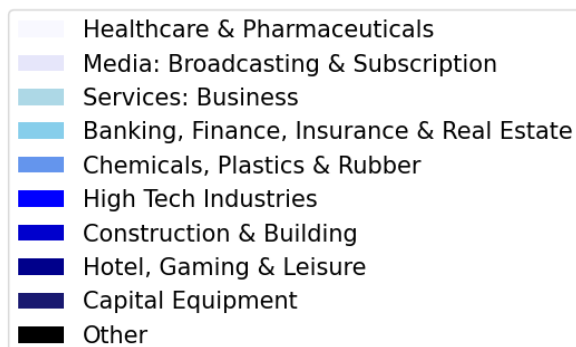 Healthcare & Pharmaceuticals
Media: Broadcasting & Subscription
Services: Business
Banking, Finance, Insurance & Real Estate
Chemicals, Plastics & Rubber
High Tech Industries
Construction & Building
Hotel, Gaming & Leisure
Capital Equipment
Other